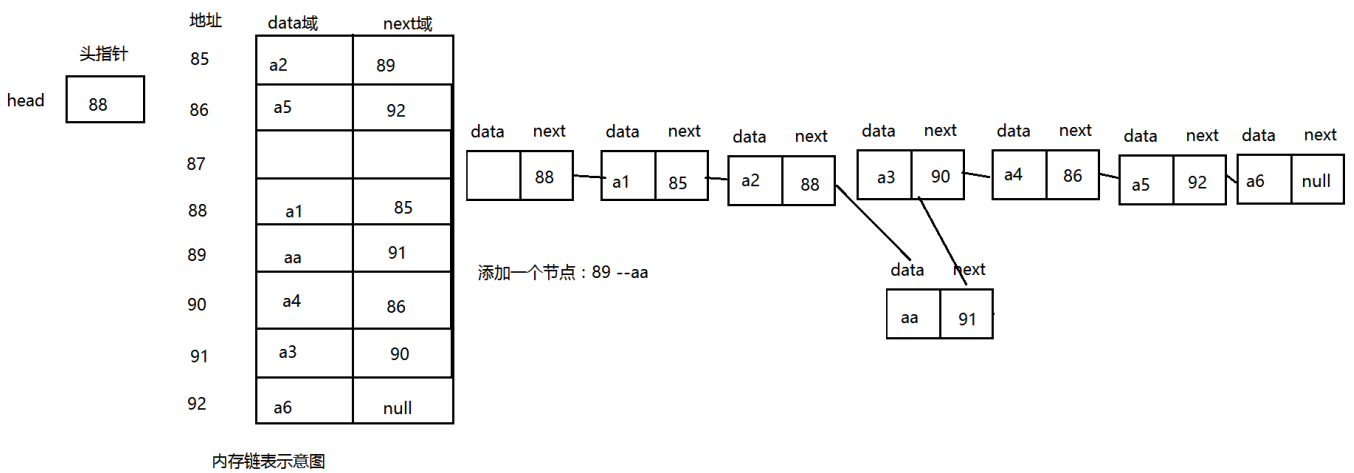 地址 data域 next域
头指针
head 88
85 a2 89
86 a5 92
87
88 a1 85
89 aa 91
90 a4 86
91 a3 90
92 a6 null
内存链表示意图
data next data next data next data next data next data next data next
88 a1 85 a2 88 a3 90 a4 86 a5 92 a6 null
添加一个节点：89 --aa
data next
aa 91